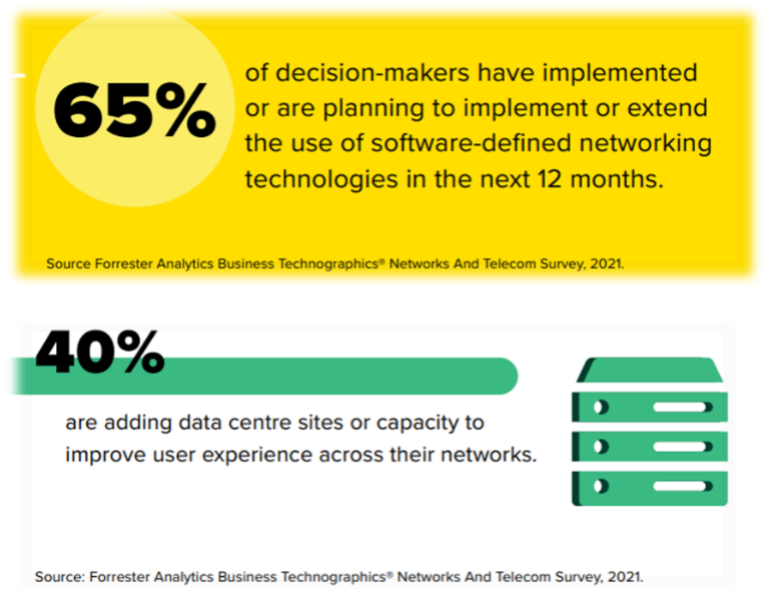 65%
of decision-makers have implemented
or are planning to implement or extend
the use of software-defined networking
technologies in the next 12 months.
Source Forrester Analytics Business Technographics® Networks And Telecom Survey, 2021.
40%
are adding data centre sites or capacity to
improve user experience across their networks.
Source: Forrester Analytics Business Technographics® Networks And Telecom Survey, 2021.